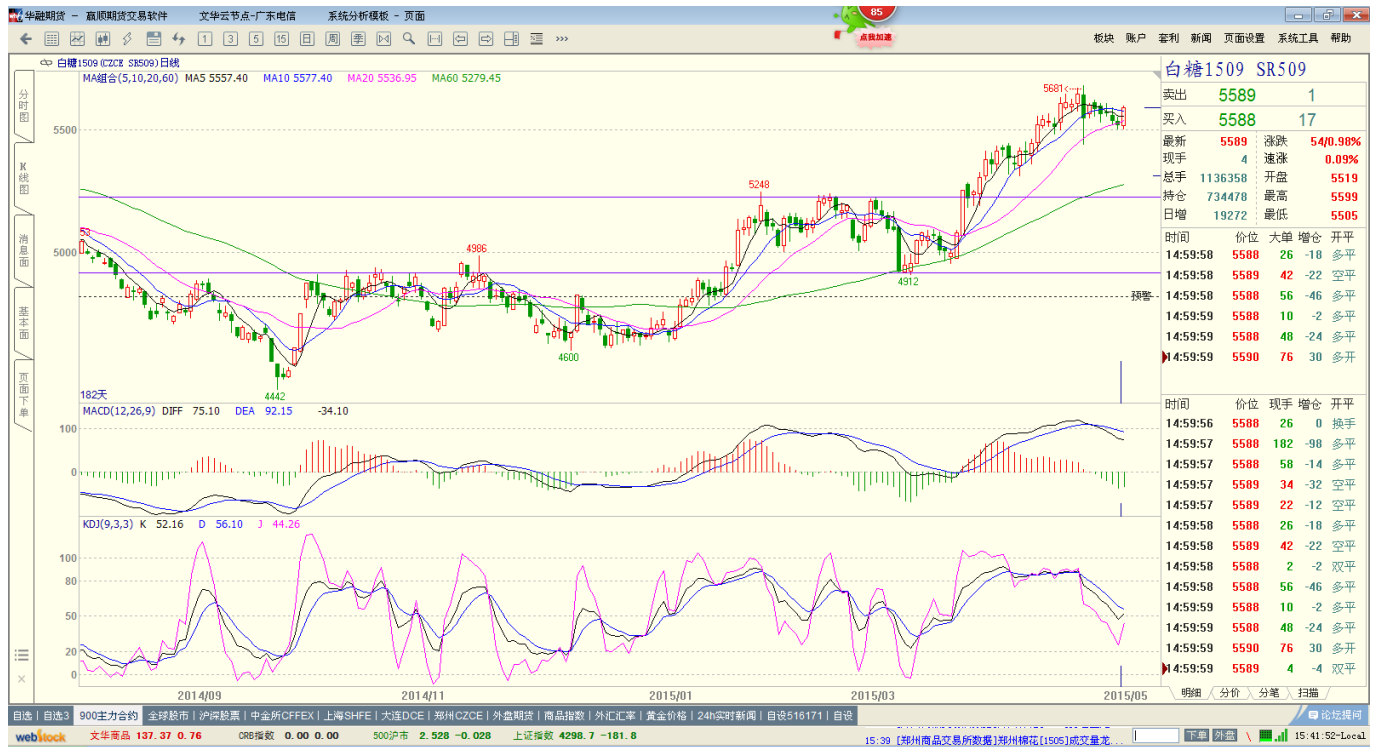 华融期货 - 赢顺期货交易软件 文华云节点-广东电信 系统分析模板 - 页面
85
点我加速
1 3 5 15 日 周 季
板块 账户 套利 新闻 页面设置 系统工具 帮助
白糖1509(CZCE SR509)日线
MA组合(5,10,20,60) MA5 5557.40 MA10 5577.40 MA20 5536.95 MA60 5279.45
分时图
K线图
消息面
基本面
页面下单
5681
5500
5248
5000
4986
4912
预警
4600
4442
182天
MACD(12,26,9) DIFF 75.10 DEA 92.15 -34.10
100
0
KDJ(9,3,3) K 52.16 D 56.10 J 44.26
100
80
50
20
0
2014/09 2014/11 2015/01 2015/03 2015/05
白糖1509 SR509
卖出 5589 1
买入 5588 17
最新 5589 涨跌 54/0.98%
现手 4 速涨 0.09%
总手 1136358 开盘 5519
持仓 734478 最高 5599
日增 19272 最低 5505
时间 价位 大单 增仓 开平
14:59:58 5588 26 -18 多平
14:59:58 5589 42 -22 空平
14:59:58 5588 56 -46 多平
14:59:58 5588 10 -2 多平
14:59:59 5588 48 -24 多平
14:59:59 5590 76 30 多开
时间 价位 现手 增仓 开平
14:59:56 5588 26 0 换手
14:59:57 5588 182 -98 多平
14:59:57 5588 58 -14 多平
14:59:57 5589 34 -32 空平
14:59:57 5589 22 -12 空平
14:59:58 5588 26 -18 多平
14:59:58 5589 42 -22 空平
14:59:58 5588 2 -2 双平
14:59:58 5588 56 -46 多平
14:59:58 5588 10 -2 多平
14:59:59 5588 48 -24 多平
14:59:59 5590 76 30 多开
14:59:59 5589 4 -4 双平
明细 分价 分笔 扫描
自选 自选3 900主力合约 全球股市 沪深股票 中金所CFFEX 上海SHFE 大连DCE 郑州CZCE 外盘期货 商品指数 外汇汇率 黄金价格 24h实时新闻 自设516171 自设
论坛提问
webstock 文华商品 137.37 0.76 CRB指数 0.00 0.00 500沪市 2.528 -0.028 上证指数 4298.7 -181.8
15:39 [郑州商品交易所数据]郑州棉花[1505]成交量龙...
下单 外盘 15:41:52-Local